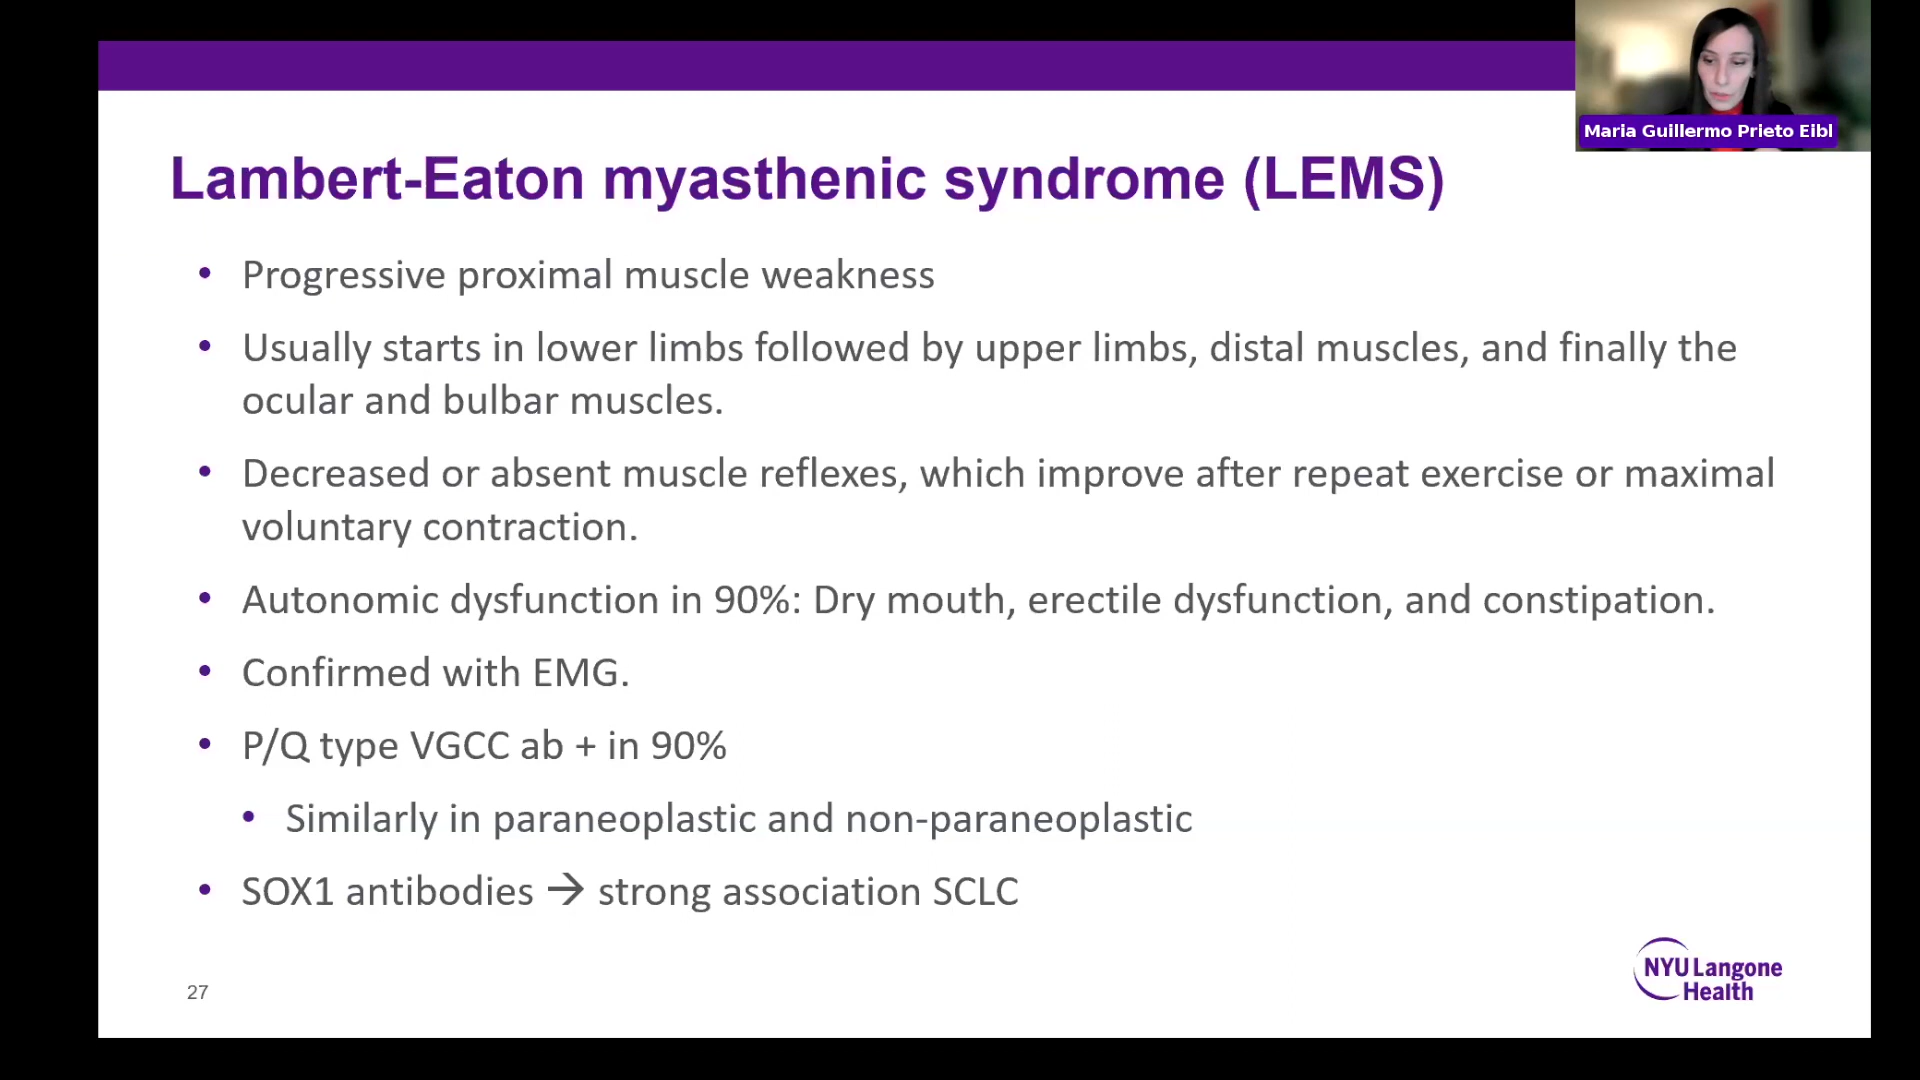 Maria Guillermo Prieto Eibl
Lambert-Eaton myasthenic syndrome (LEMS)
• Progressive proximal muscle weakness
• Usually starts in lower limbs followed by upper limbs, distal muscles, and finally the
ocular and bulbar muscles.
• Decreased or absent muscle reflexes, which improve after repeat exercise or maximal
voluntary contraction.
• Autonomic dysfunction in 90%: Dry mouth, erectile dysfunction, and constipation.
• Confirmed with EMG.
• P/Q type VGCC ab + in 90%
• Similarly in paraneoplastic and non-paraneoplastic
• SOX1 antibodies → strong association SCLC
27
NYU Langone
Health